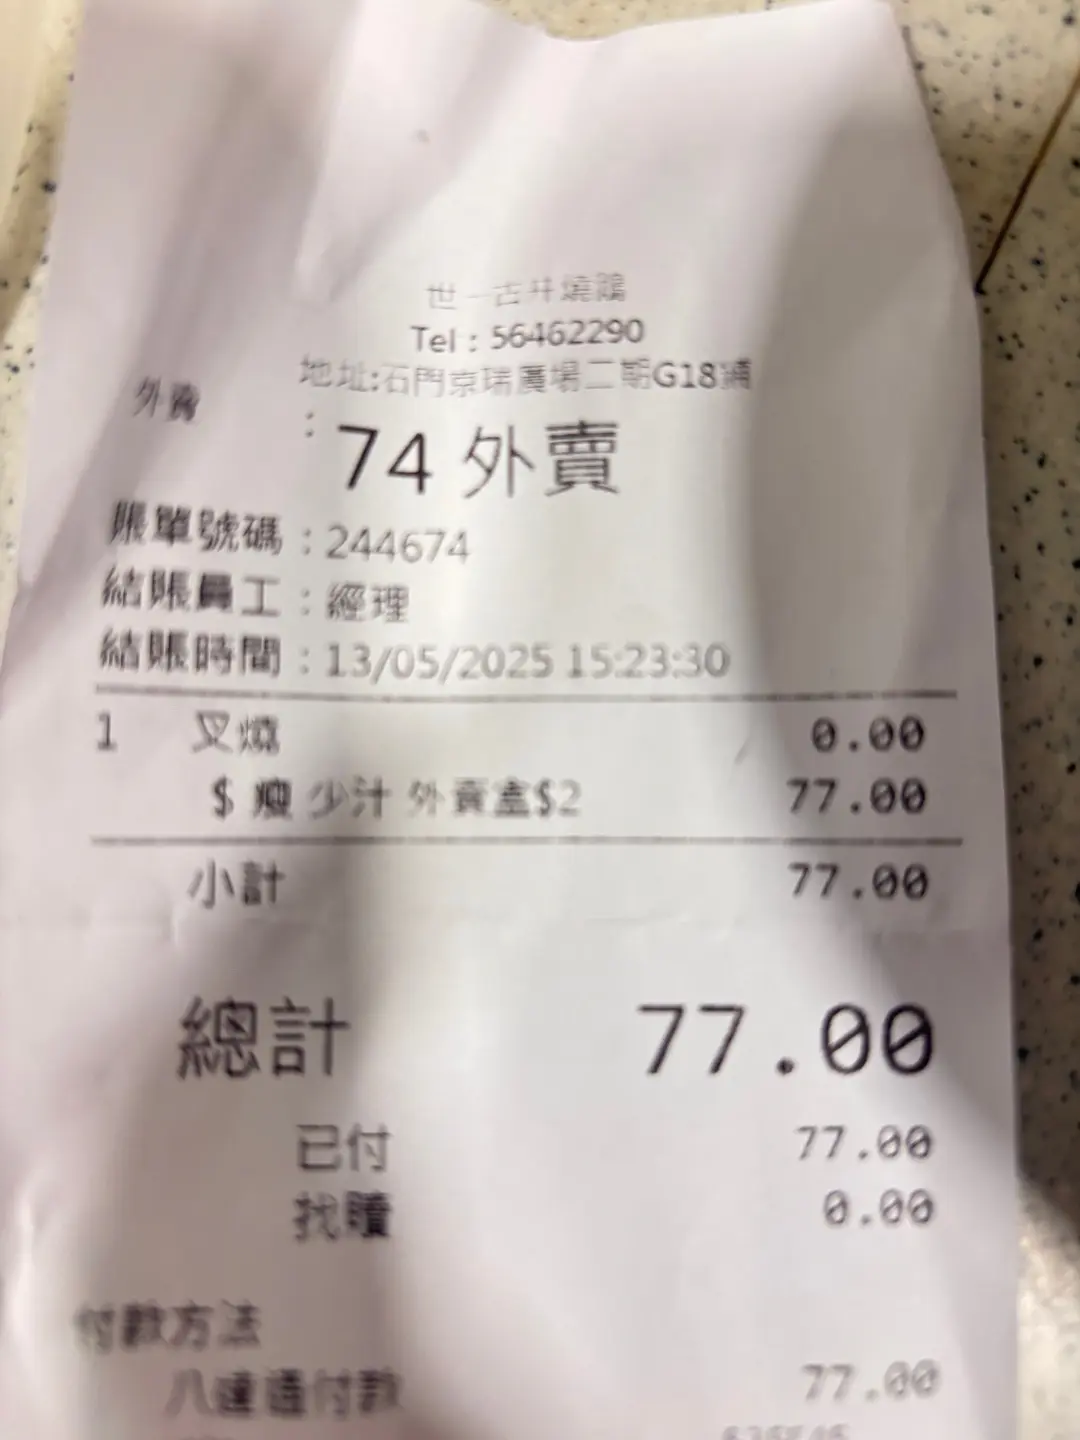 世一古井燒鵝
Tel : 56462290
地址:石門京瑞廣場二期G18鋪
外賣 : 74 外賣
賬單號碼 : 244674
結賬員工 : 經理
結賬時間 : 13/05/2025 15:23:30
1 叉燒 0.00
$ 瘦 少汁 外賣盒$2 77.00
小計 77.00
總計 77.00
已付 77.00
找贖 0.00
付款方法
八達通付款 77.00